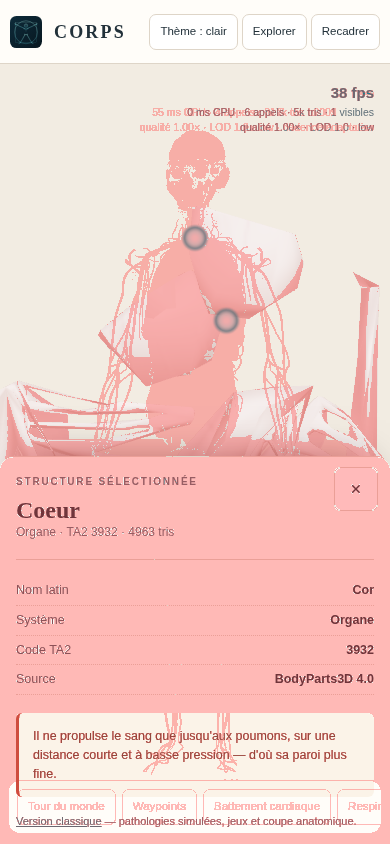 CORPS
Thème : clair
Explorer
Recadrer
38 fps
0 ms CPU · 6 appels · 5k tris · 1 visibles
qualité 1.00× · LOD 1.0 · low
STRUCTURE SÉLECTIONNÉE
×
Coeur
Organe · TA2 3932 · 4963 tris
Nom latin Cor
Système Organe
Code TA2 3932
Source BodyParts3D 4.0
Il ne propulse le sang que jusqu'aux poumons, sur une
distance courte et à basse pression — d'où sa paroi plus
fine.
Tour du monde
Waypoints
Battement cardiaque
Respir
Version classique — pathologies simulées, jeux et coupe anatomique.